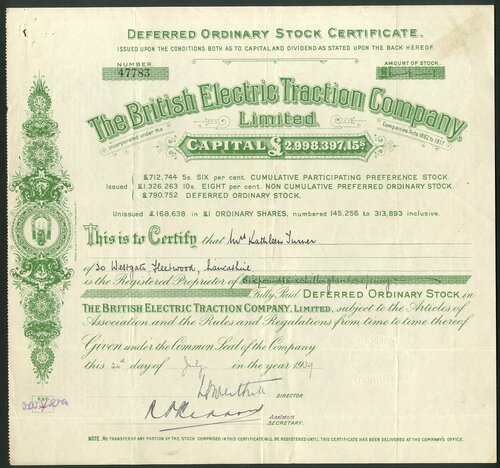 DEFERRED ORDINARY STOCK CERTIFICATE.
ISSUED UPON THE CONDITIONS BOTH AS TO CAPITAL AND DIVIDEND AS STATED UPON THE BACK HEREOF.
NUMBER AMOUNT OF STOCK.
47783
The British Electric Traction Company,
Incorporated under the Limited. Companies Acts 1862 to 1917.
CAPITAL £2,998,397,15s
£712,744 5s. SIX per cent. CUMULATIVE PARTICIPATING PREFERENCE STOCK.
Issued £1,326,263 10s. EIGHT per cent. NON CUMULATIVE PREFERRED ORDINARY STOCK.
£790,752 DEFERRED ORDINARY STOCK.
Unissued £168,638 in £1 ORDINARY SHARES, numbered 145,256 to 313,893 inclusive.
This is to Certify that Mrs Kathleen Turner
of 30 Westgate, Fleetwood, Lancashire
is the Registered Proprietor of Six pounds six shillings and one penny
Fully Paid DEFERRED ORDINARY STOCK in
THE BRITISH ELECTRIC TRACTION COMPANY, LIMITED, subject to the Articles of
Association and the Rules and Regulations from time to time thereof
Given under the Common Seal of the Company
this day of July in the year 1939
DIRECTOR.
Assistant
SECRETARY.
NOTE. NO TRANSFER OF ANY PORTION OF THE STOCK COMPRISED IN THIS CERTIFICATE WILL BE REGISTERED UNTIL THIS CERTIFICATE HAS BEEN DELIVERED AT THE COMPANY'S OFFICE.